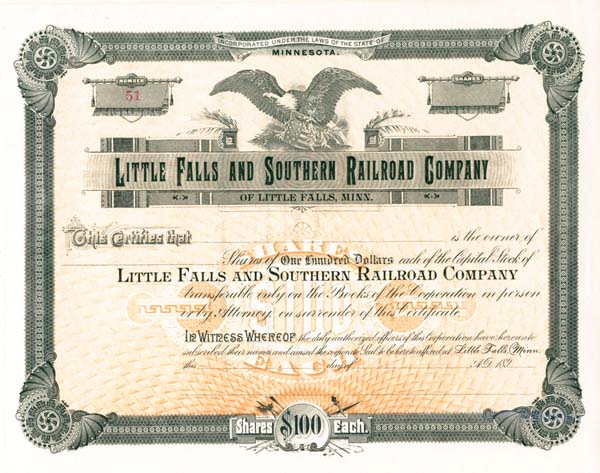 INCORPORATED UNDER THE LAWS OF THE STATE OF
MINNESOTA.
NUMBER
51
SHARES
LITTLE FALLS AND SOUTHERN RAILROAD COMPANY
OF LITTLE FALLS, MINN.
This Certifies that is the owner of
Shares of One Hundred Dollars each of the Capital Stock of
LITTLE FALLS AND SOUTHERN RAILROAD COMPANY
transferable only on the Books of the Corporation in person
or by Attorney, on surrender of this Certificate.
IN WITNESS WHEREOF the duly authorized officers of this Corporation have hereunto
subscribed their names and caused the corporate Seal to be hereto affixed at Little Falls, Minn.
this day of A.D. 189
SHARES
$100
EACH
Shares $100 Each.